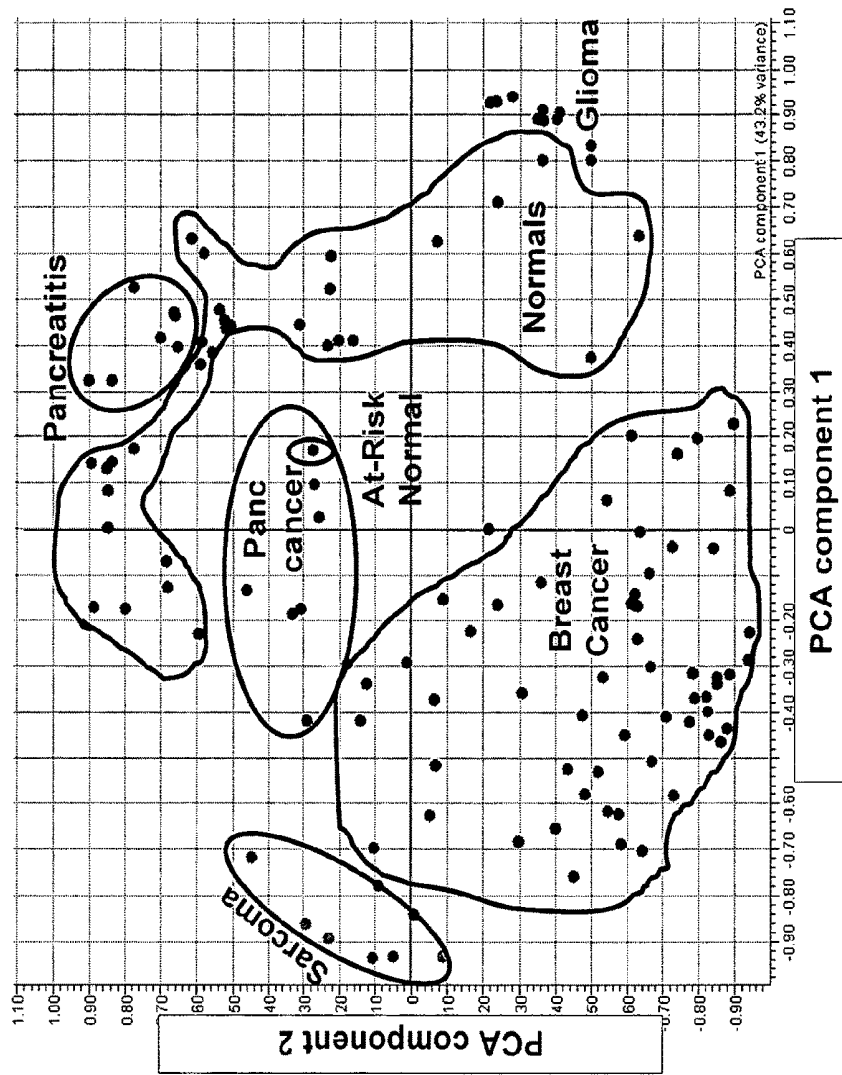 Pancreatitis
Panc
cancer
At-Risk
Normal
Normals
Glioma
Breast
Cancer
Sarcoma
PCA component 1 (43.2% variance)
-0.90 -0.80 -0.70 -0.60 -0.50 -0.40 -0.30 -0.20 -0.10 0 0.10 0.20 0.30 0.40 0.50 0.60 0.70 0.80 0.90 1.00 1.10
PCA component 1
1.10
1.00
0.90
0.80
0.70
0.60
0.50
0.40
0.30
0.20
0.10
0
-0.10
-0.20
-0.30
-0.40
-0.50
-0.60
-0.70
-0.80
-0.90
PCA component 2